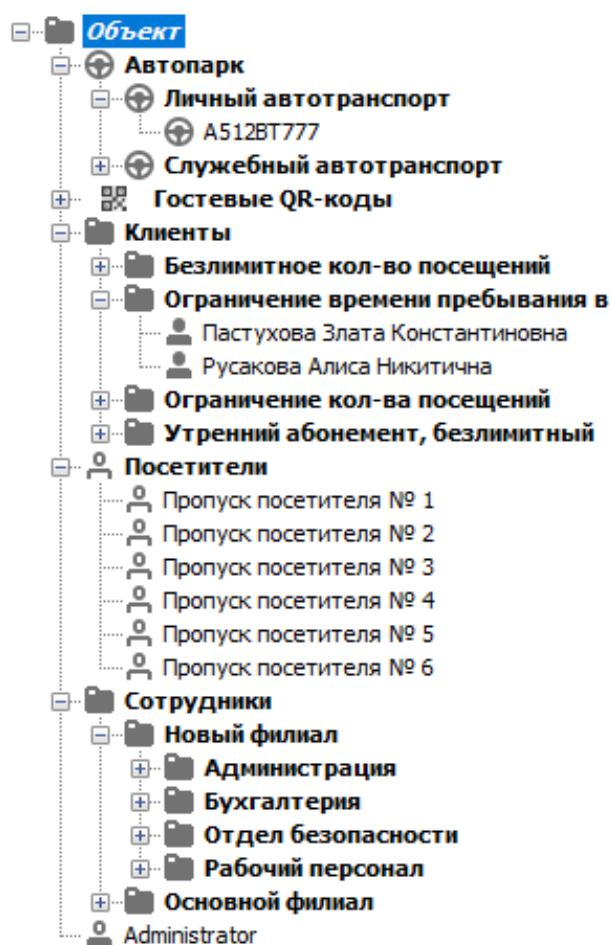 Объект
Автопарк
Личный автотранспорт
А512ВТ777
Служебный автотранспорт
Гостевые QR-коды
Клиенты
Безлимитное кол-во посещений
Ограничение времени пребывания в
Пастухова Злата Константиновна
Русакова Алиса Никитична
Ограничение кол-ва посещений
Утренний абонемент, безлимитный
Посетители
Пропуск посетителя № 1
Пропуск посетителя № 2
Пропуск посетителя № 3
Пропуск посетителя № 4
Пропуск посетителя № 5
Пропуск посетителя № 6
Сотрудники
Новый филиал
Администрация
Бухгалтерия
Отдел безопасности
Рабочий персонал
Основной филиал
Administrator